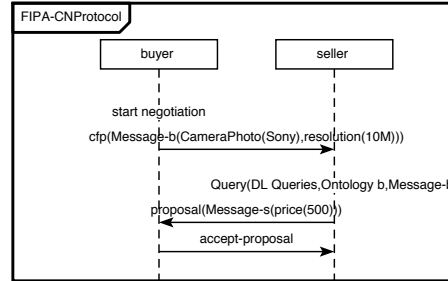 FIPA-CNProtocol
buyer
seller
start negotiation
cfp(Message-b(CameraPhoto(Sony),resolution(10M)))
Query(DL Queries,Ontology b,Message-
proposal(Message-s(price(500)))
accept-proposal